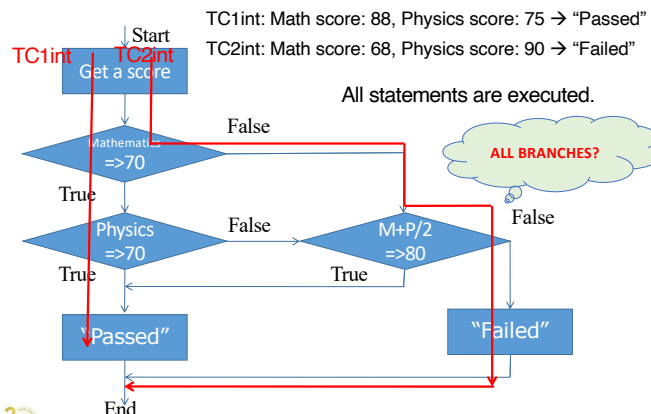 Start
TC1int: Math score: 88, Physics score: 75 → “Passed”
TC1int
TC2int
TC2int: Math score: 68, Physics score: 90 → “Failed”
Get a score
All statements are executed.
False
Mathematics
=>70
ALL BRANCHES?
True
False
Physics
=>70
False
M+P/2
=>80
True
True
“Passed”
“Failed”
End